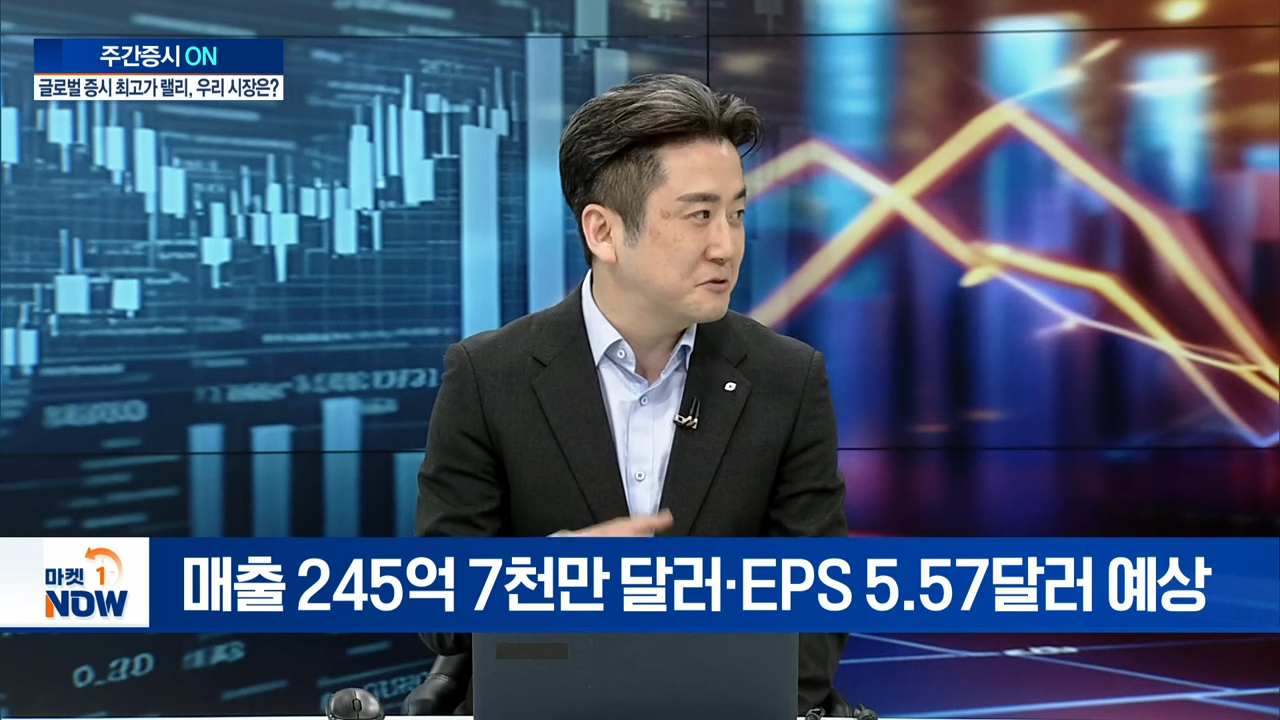 주간증시 ON
글로벌 증시 최고가 랠리, 우리 시장은?
마켓 1
NOW
매출 245억 7천만 달러·EPS 5.57달러 예상